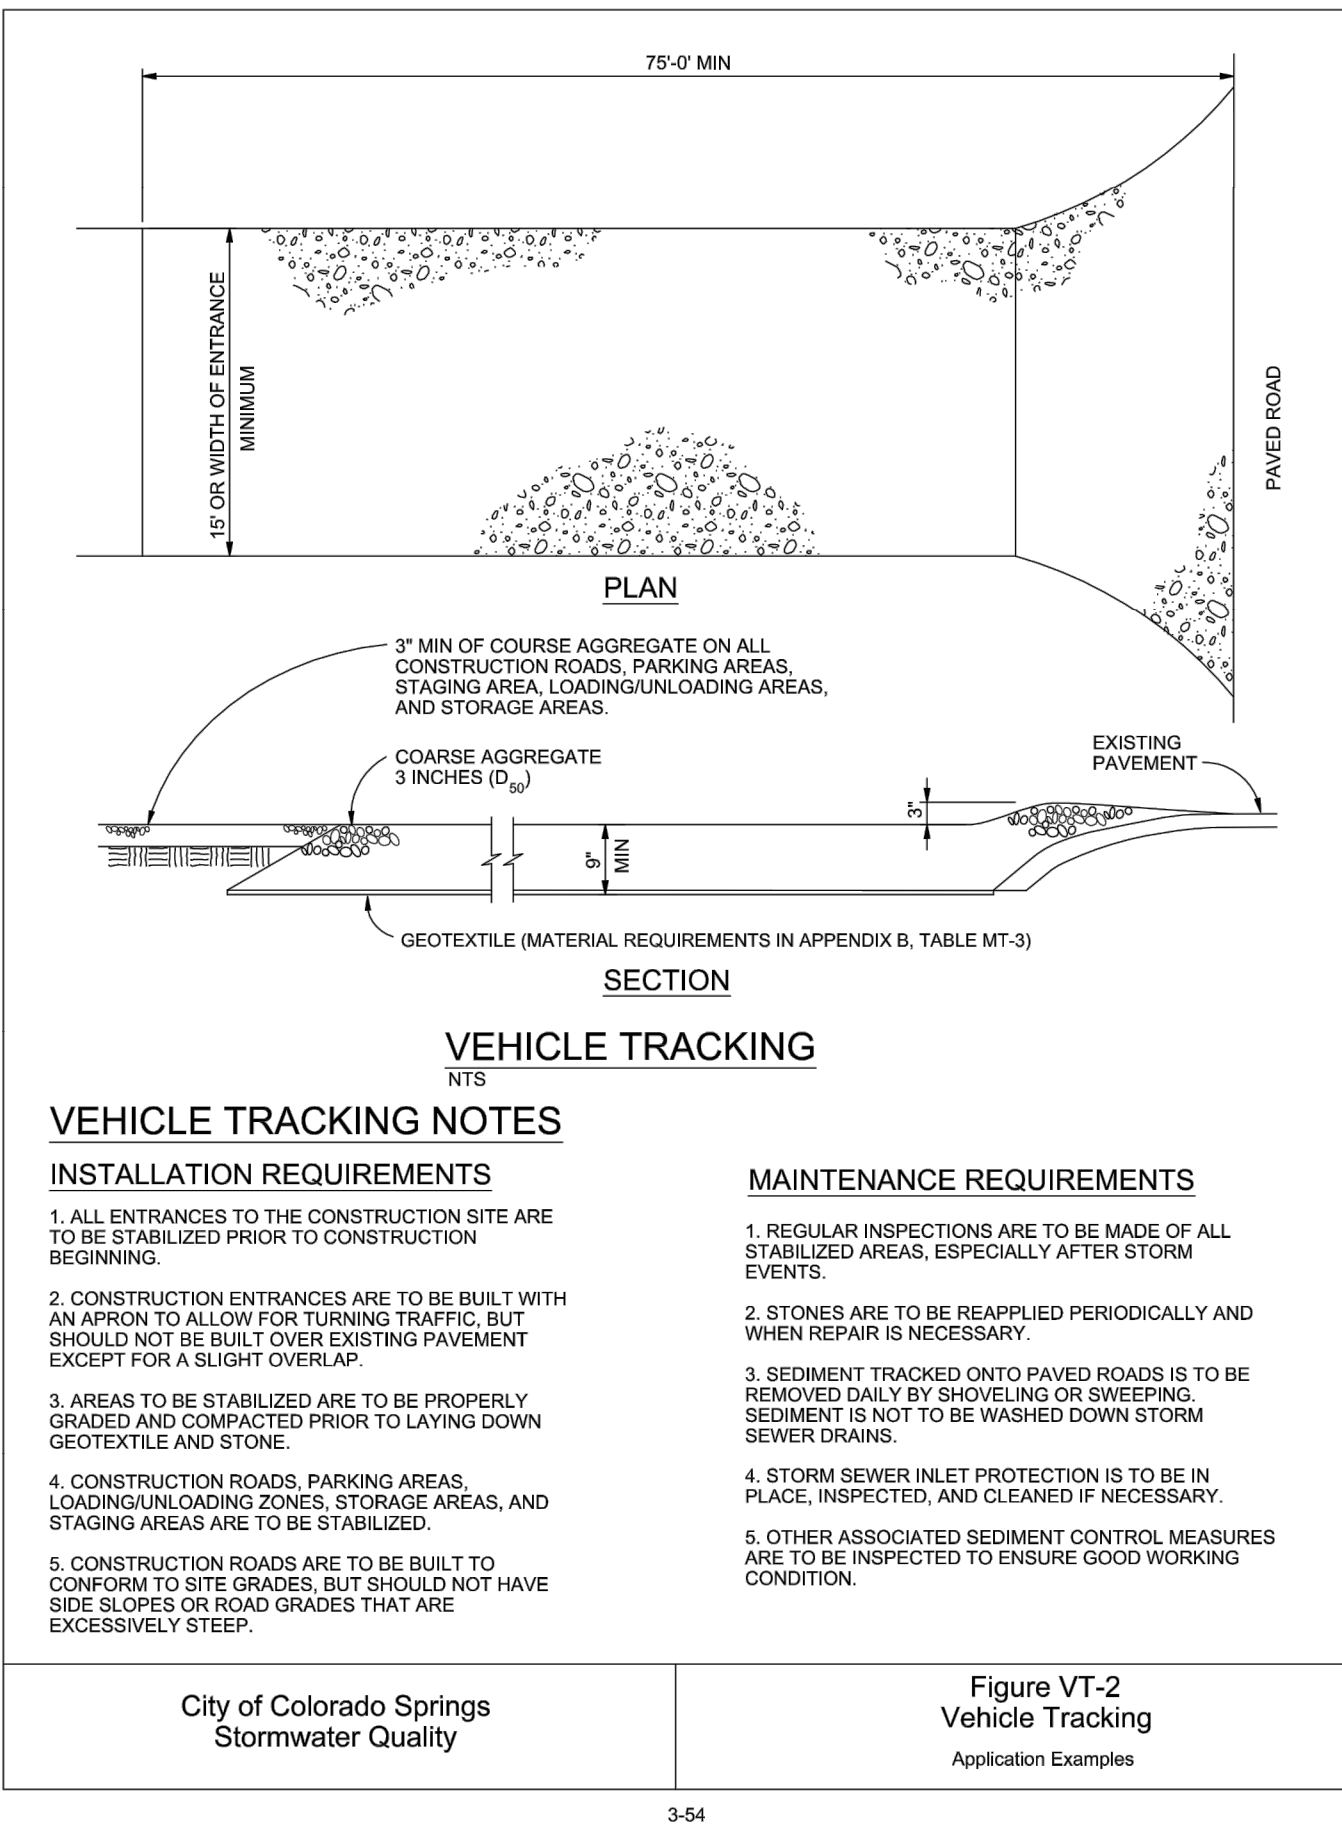 75'-0' MIN
15' OR WIDTH OF ENTRANCE
MINIMUM
PAVED ROAD
PLAN
3" MIN OF COURSE AGGREGATE ON ALL
CONSTRUCTION ROADS, PARKING AREAS,
STAGING AREA, LOADING/UNLOADING AREAS,
AND STORAGE AREAS.
COARSE AGGREGATE
3 INCHES (D50)
EXISTING
PAVEMENT
3"
9"
MIN
GEOTEXTILE (MATERIAL REQUIREMENTS IN APPENDIX B, TABLE MT-3)
SECTION
VEHICLE TRACKING
NTS
VEHICLE TRACKING NOTES
INSTALLATION REQUIREMENTS
1. ALL ENTRANCES TO THE CONSTRUCTION SITE ARE
TO BE STABILIZED PRIOR TO CONSTRUCTION
BEGINNING.
2. CONSTRUCTION ENTRANCES ARE TO BE BUILT WITH
AN APRON TO ALLOW FOR TURNING TRAFFIC, BUT
SHOULD NOT BE BUILT OVER EXISTING PAVEMENT
EXCEPT FOR A SLIGHT OVERLAP.
3. AREAS TO BE STABILIZED ARE TO BE PROPERLY
GRADED AND COMPACTED PRIOR TO LAYING DOWN
GEOTEXTILE AND STONE.
4. CONSTRUCTION ROADS, PARKING AREAS,
LOADING/UNLOADING ZONES, STORAGE AREAS, AND
STAGING AREAS ARE TO BE STABILIZED.
5. CONSTRUCTION ROADS ARE TO BE BUILT TO
CONFORM TO SITE GRADES, BUT SHOULD NOT HAVE
SIDE SLOPES OR ROAD GRADES THAT ARE
EXCESSIVELY STEEP.
MAINTENANCE REQUIREMENTS
1. REGULAR INSPECTIONS ARE TO BE MADE OF ALL
STABILIZED AREAS, ESPECIALLY AFTER STORM
EVENTS.
2. STONES ARE TO BE REAPPLIED PERIODICALLY AND
WHEN REPAIR IS NECESSARY.
3. SEDIMENT TRACKED ONTO PAVED ROADS IS TO BE
REMOVED DAILY BY SHOVELING OR SWEEPING.
SEDIMENT IS NOT TO BE WASHED DOWN STORM
SEWER DRAINS.
4. STORM SEWER INLET PROTECTION IS TO BE IN
PLACE, INSPECTED, AND CLEANED IF NECESSARY.
5. OTHER ASSOCIATED SEDIMENT CONTROL MEASURES
ARE TO BE INSPECTED TO ENSURE GOOD WORKING
CONDITION.
City of Colorado Springs
Stormwater Quality
Figure VT-2
Vehicle Tracking
Application Examples
3-54